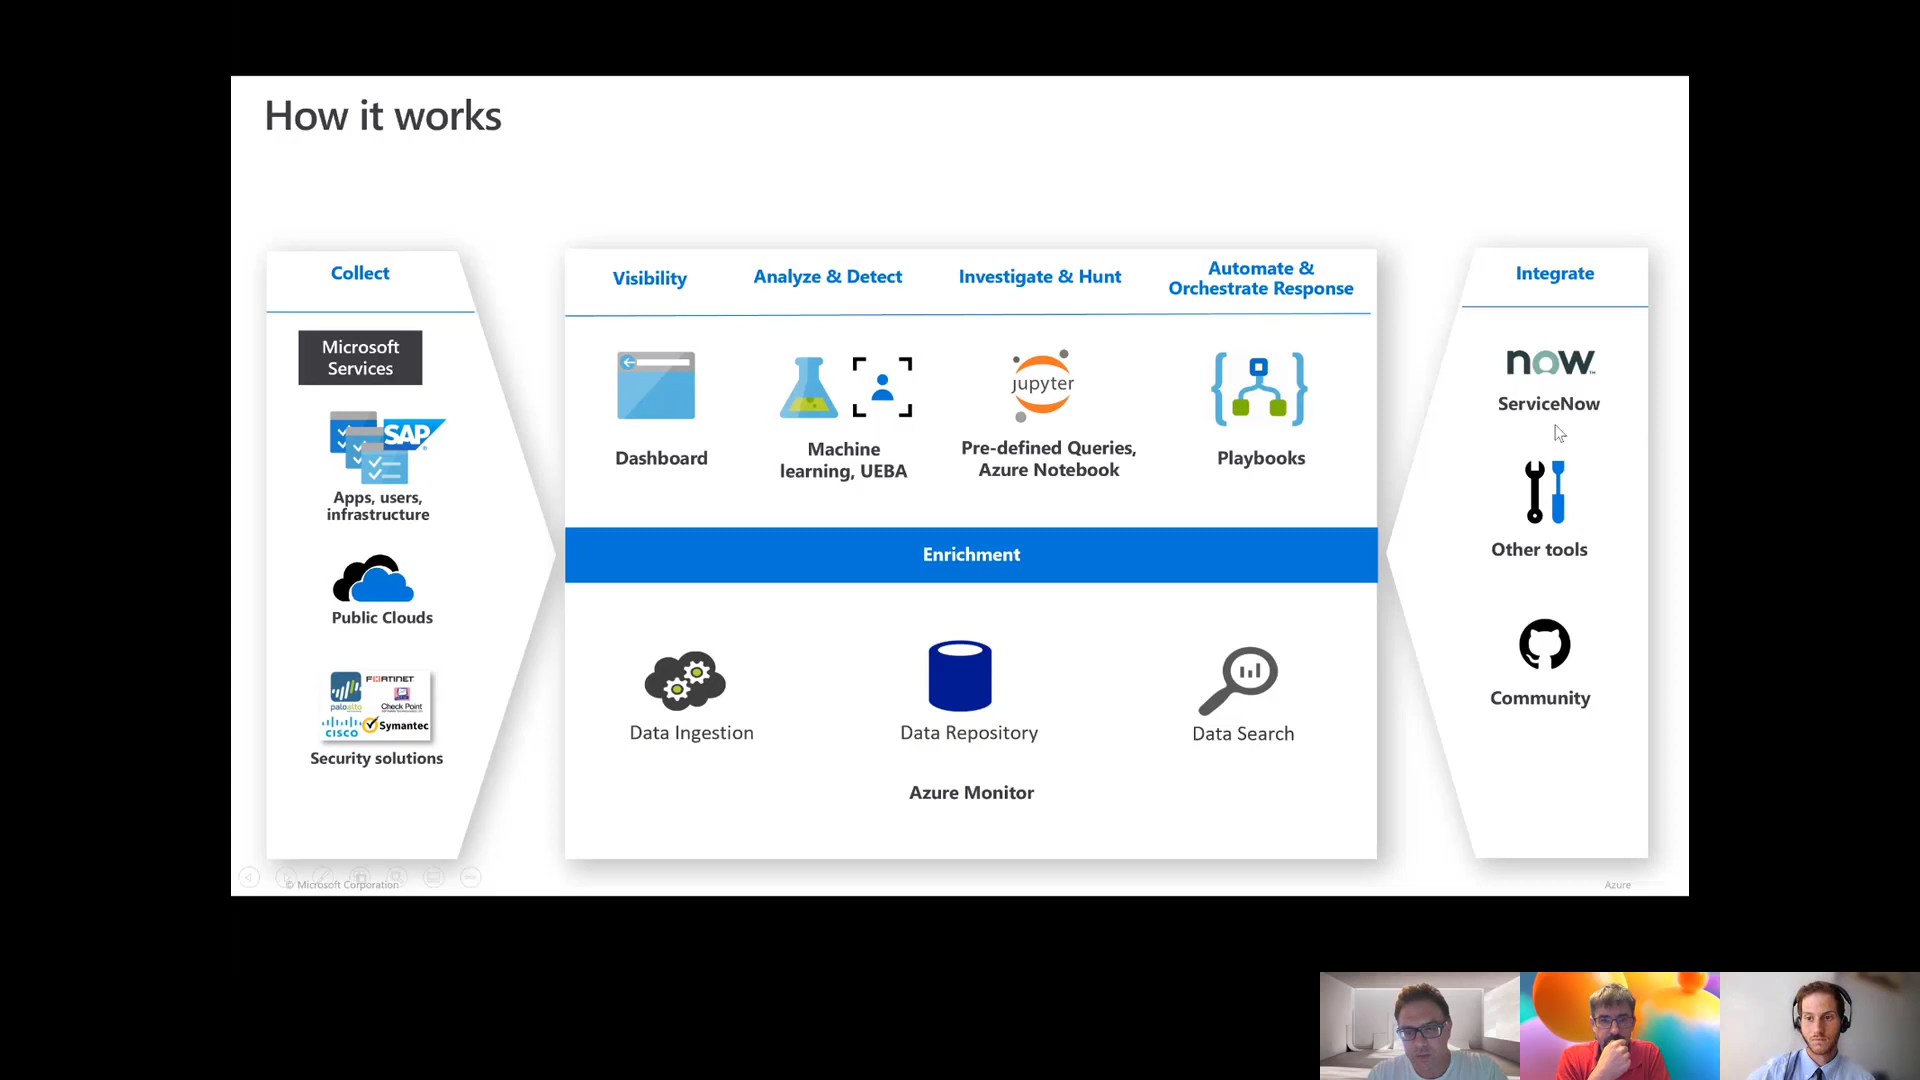 How it works
Collect
Microsoft
Services
SAP
Apps, users,
infrastructure
Public Clouds
paloalto
FORTINET
Check Point
CISCO
Symantec
Security solutions
Visibility
Analyze & Detect
Investigate & Hunt
Automate &
Orchestrate Response
Dashboard
Machine
learning, UEBA
jupyter
Pre-defined Queries,
Azure Notebook
Playbooks
Enrichment
Data Ingestion
Data Repository
Data Search
Azure Monitor
Integrate
now
ServiceNow
Other tools
Community
© Microsoft Corporation
Azure